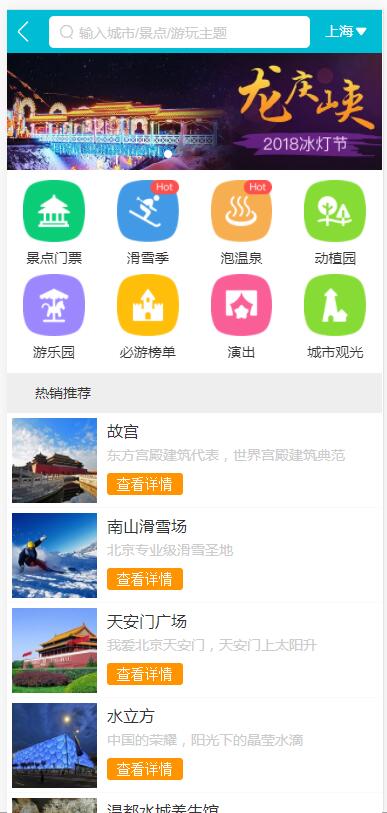 输入城市/景点/游玩主题
上海
龙庆峡
2018冰灯节
Hot
Hot
景点门票
滑雪季
泡温泉
动植园
游乐园
必游榜单
演出
城市观光
热销推荐
故宫
东方宫殿建筑代表，世界宫殿建筑典范
查看详情
南山滑雪场
北京专业级滑雪圣地
查看详情
天安门广场
我爱北京天安门，天安门上太阳升
查看详情
水立方
中国的荣耀，阳光下的晶莹水滴
查看详情
温都水城养生馆